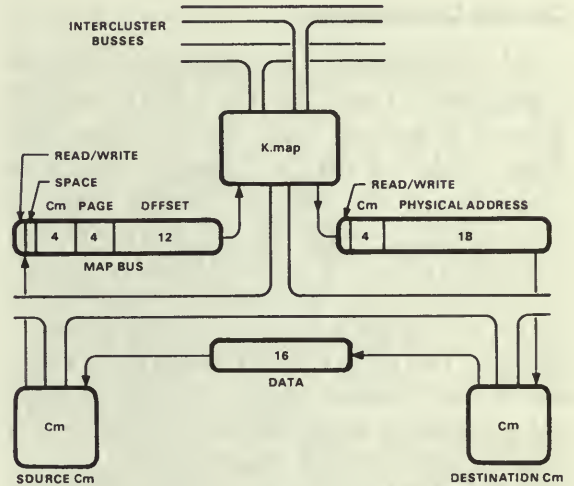 INTERCLUSTER
BUSSES
K.map
READ/WRITE
SPACE
Cm PAGE OFFSET
4 4 12
MAP BUS
READ/WRITE
Cm PHYSICAL ADDRESS
4 18
16
DATA
Cm
SOURCE Cm
Cm
DESTINATION Cm